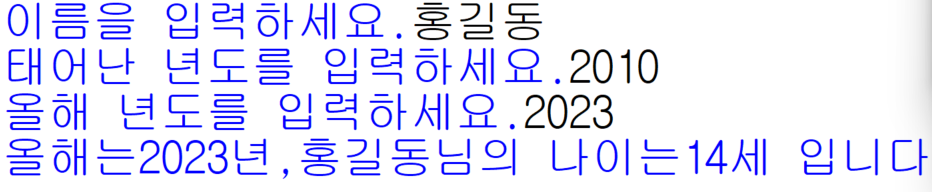 이름을 입력하세요.홍길동
태어난 년도를 입력하세요.2010
올해 년도를 입력하세요.2023
올해는2023년,홍길동님의 나이는14세 입니다